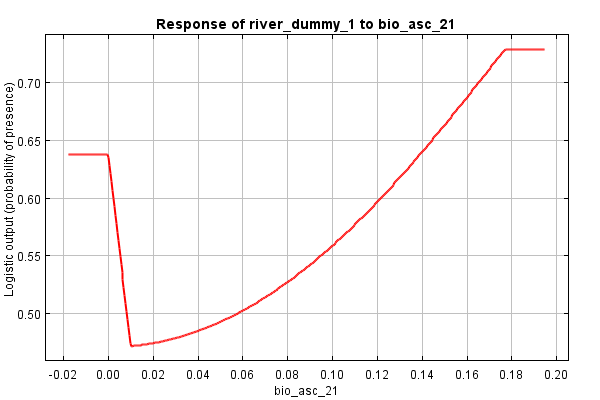 Response of river_dummy_1 to bio_asc_21
Logistic output (probability of presence)
0.70
0.65
0.60
0.55
0.50
-0.02 0.00 0.02 0.04 0.06 0.08 0.10 0.12 0.14 0.16 0.18 0.20
bio_asc_21